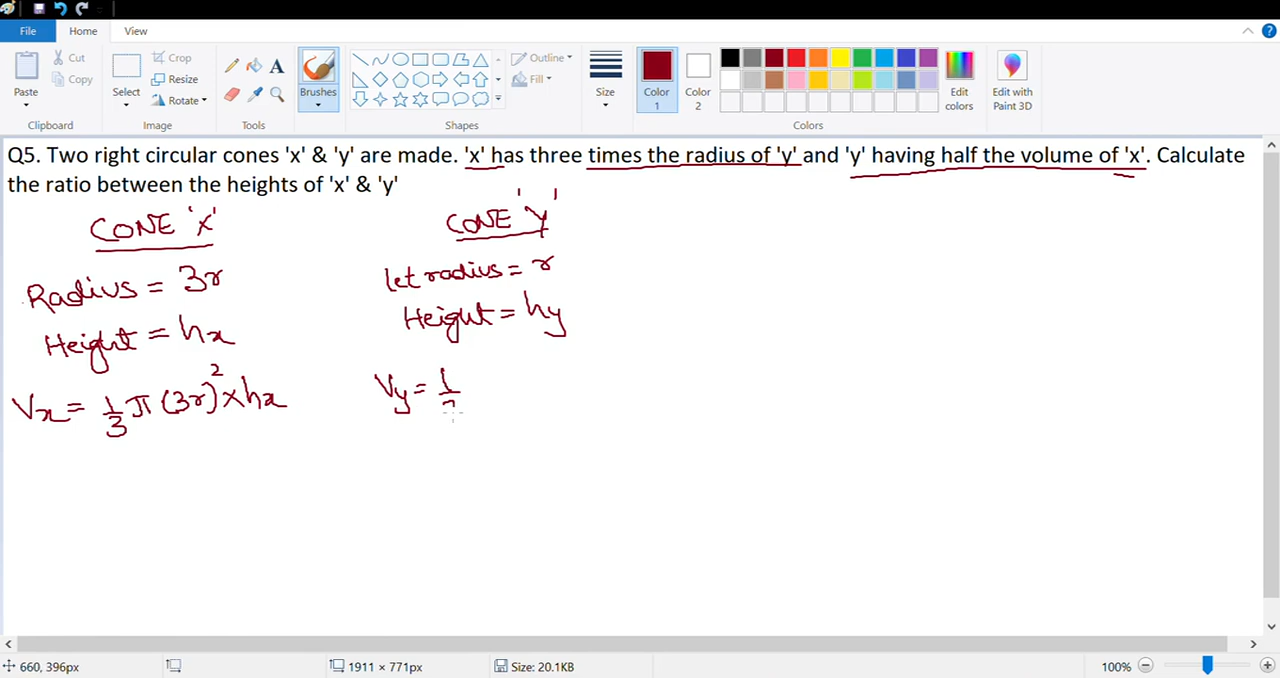 File Home View
Paste Cut Copy Select Crop Resize Rotate A Brushes Outline Fill Size Color 1 Color 2 Edit colors Edit with Paint 3D
Clipboard Image Tools Shapes Colors
Q5. Two right circular cones 'x' & 'y' are made. 'x' has three times the radius of 'y' and 'y' having half the volume of 'x'. Calculate
the ratio between the heights of 'x' & 'y'
CONE 'X'
Radius = 3r
Height = hx
Vx = 1/3 π (3r)² × hx
CONE 'Y'
let radius = r
Height = hy
Vy = 1
660, 396px 1911 × 771px Size: 20.1KB 100%